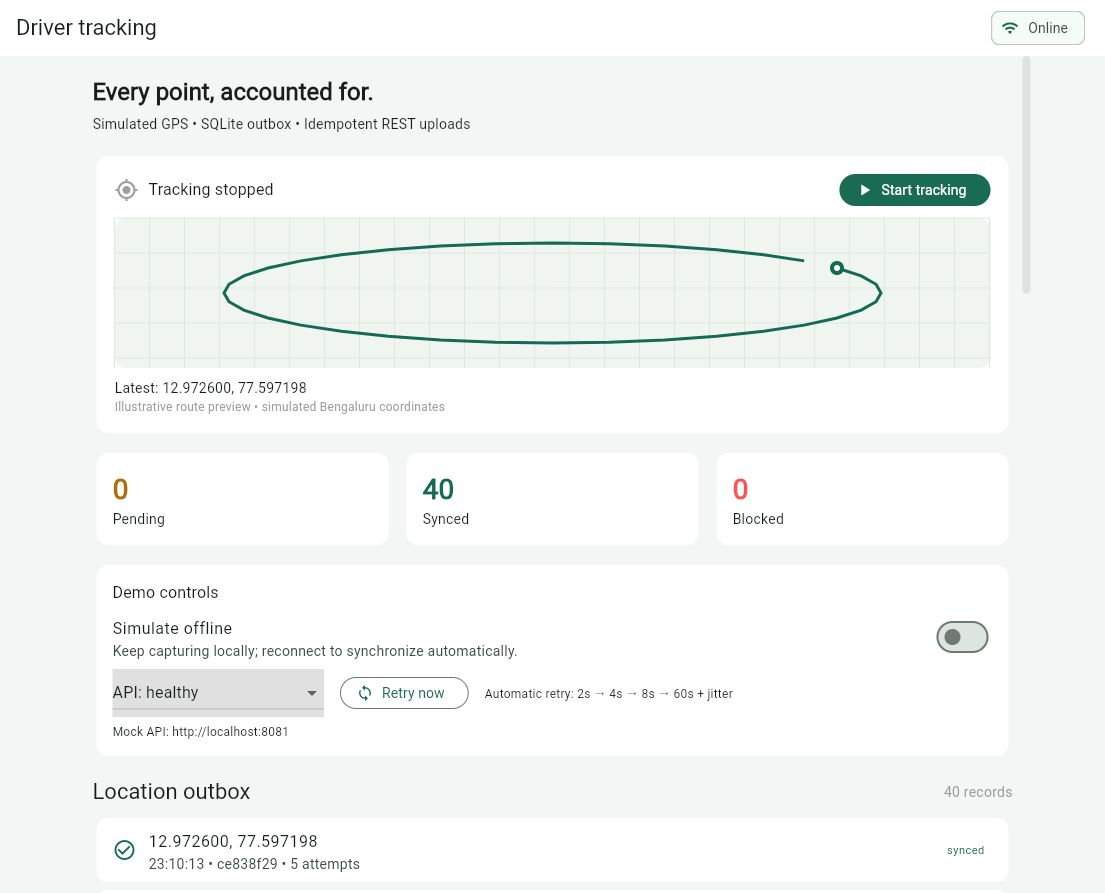 Driver tracking
Online
Every point, accounted for.
Simulated GPS • SQLite outbox • Idempotent REST uploads
Tracking stopped
Start tracking
Latest: 12.972600, 77.597198
Illustrative route preview • simulated Bengaluru coordinates
0
Pending
40
Synced
0
Blocked
Demo controls
Simulate offline
Keep capturing locally; reconnect to synchronize automatically.
API: healthy
Retry now
Automatic retry: 2s → 4s → 8s → 60s + jitter
Mock API: http://localhost:8081
Location outbox
40 records
12.972600, 77.597198
23:10:13 • ce838f29 • 5 attempts
synced